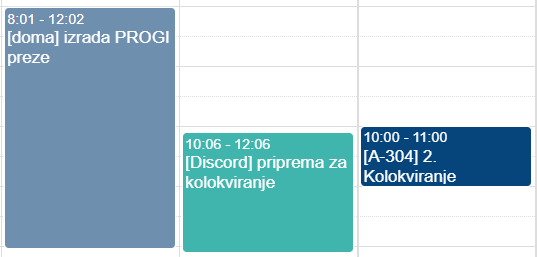 8:01 - 12:02
[doma] izrada PROGI
preze
10:06 - 12:06
[Discord] priprema za
kolokviranje
10:00 - 11:00
[A-304] 2.
Kolokviranje